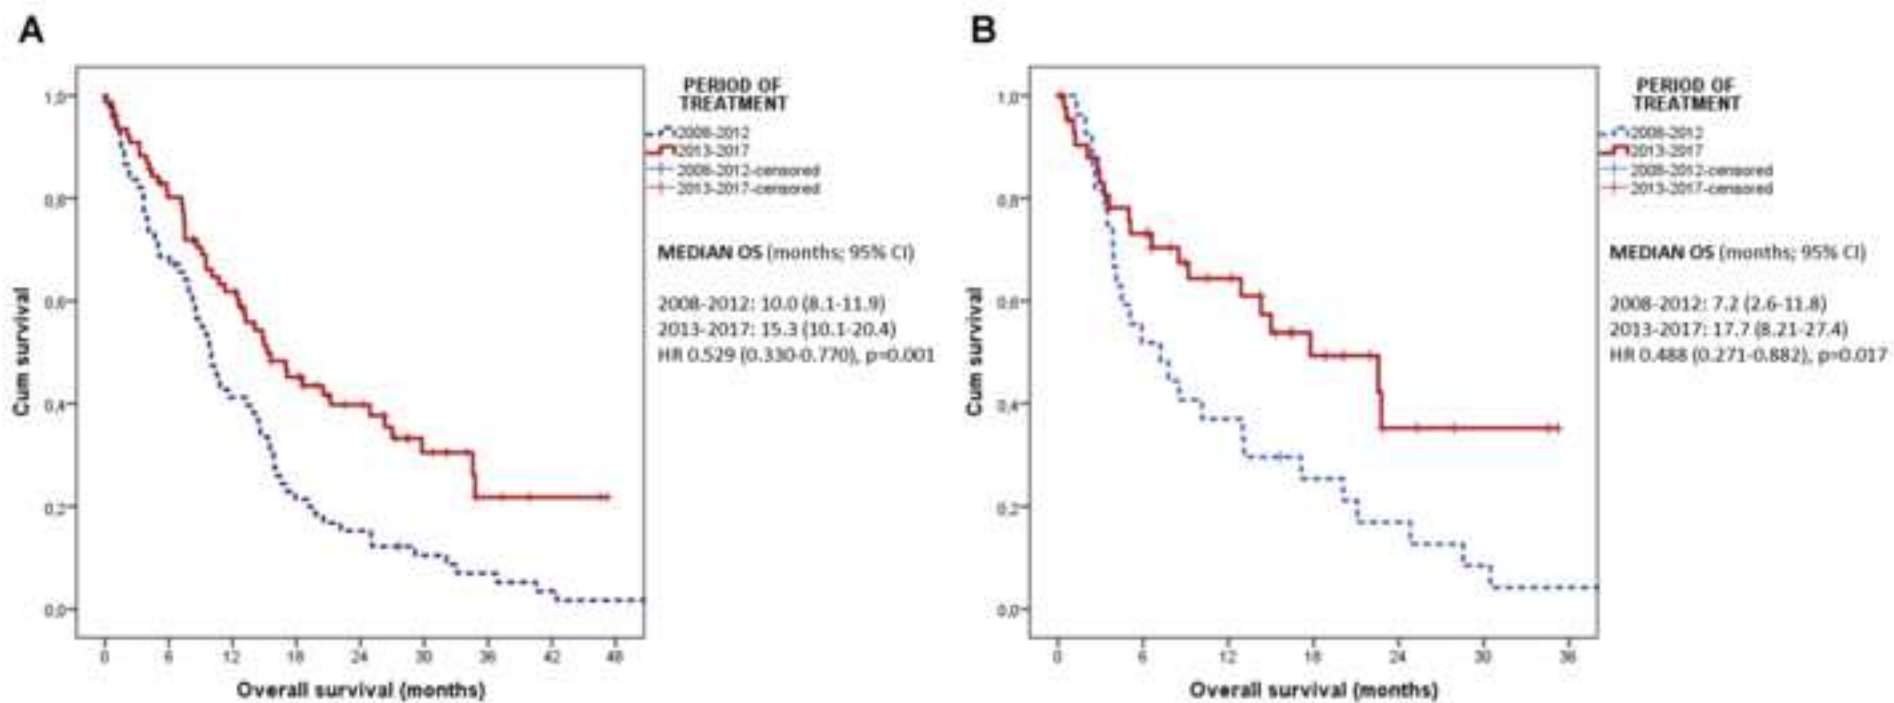 A
PERIOD OF
TREATMENT
2008-2012
2013-2017
2008-2012-censored
2013-2017-censored
MEDIAN OS (months; 95% CI)
2008-2012: 10.0 (8.1-11.9)
2013-2017: 15.3 (10.1-20.4)
HR 0.529 (0.330-0.770), p=0.001
Cum survival
1,0
0,8
0,6
0,4
0,2
0,0
0 6 12 18 24 30 36 42 48
Overall survival (months)
B
PERIOD OF
TREATMENT
2008-2012
2013-2017
2008-2012-censored
2013-2017-censored
MEDIAN OS (months; 95% CI)
2008-2012: 7.2 (2.6-11.8)
2013-2017: 17.7 (8.21-27.4)
HR 0.488 (0.271-0.882), p=0.017
Cum survival
1,0
0,8
0,6
0,4
0,2
0,0
0 6 12 18 24 30 36
Overall survival (months)